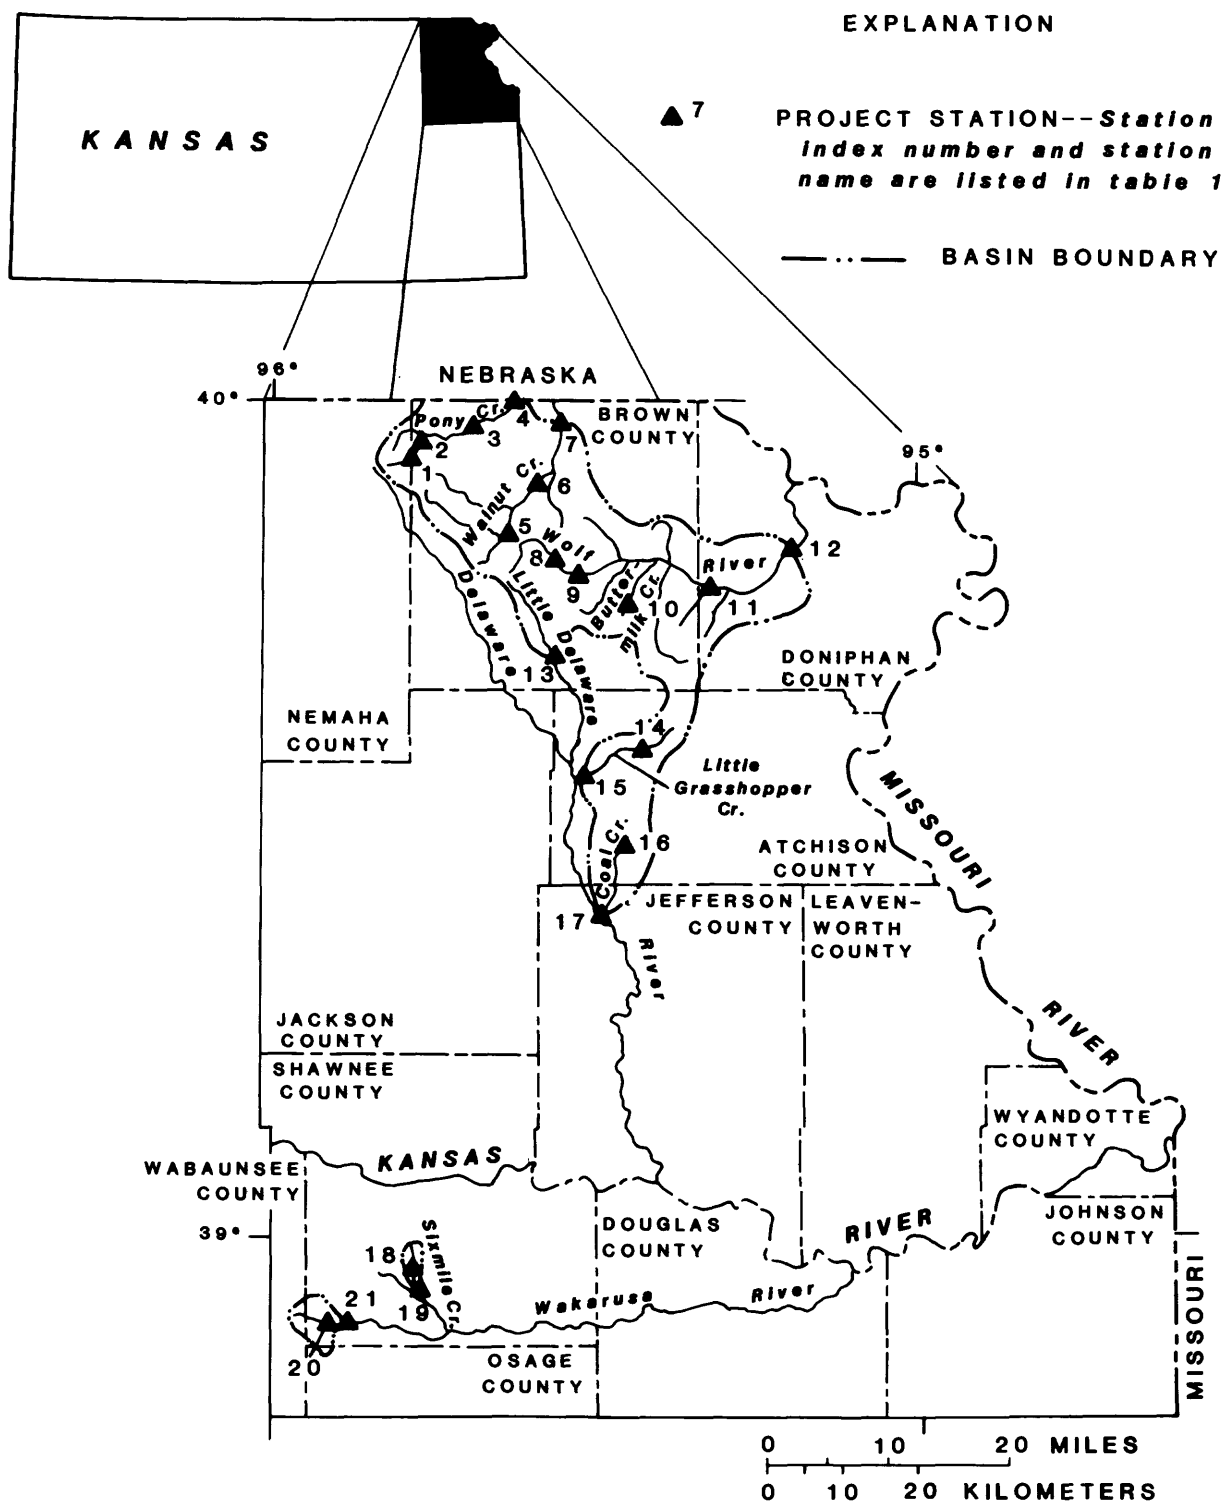 EXPLANATION
KANSAS
7
PROJECT STATION--Station
index number and station
name are listed in table 1
BASIN BOUNDARY
96°
NEBRASKA
40°
Pony Cr.
4
BROWN
COUNTY
3
7
2
1
95°
Walnut Cr.
6
5
Wolf
River
12
8
9
Butter-
milk Cr.
10
11
Little Delaware
Delaware
13
DONIPHAN
COUNTY
NEMAHA
COUNTY
14
15
Little
Grasshopper
Cr.
MISSOURI
Coal Cr.
16
ATCHISON
COUNTY
17
JEFFERSON
COUNTY
LEAVEN-
WORTH
COUNTY
River
JACKSON
COUNTY
SHAWNEE
COUNTY
RIVER
WYANDOTTE
COUNTY
WABAUNSEE
COUNTY
KANSAS
39°
DOUGLAS
COUNTY
RIVER
JOHNSON
COUNTY
18
Sixmile Cr.
19
21
20
Wakarusa
River
OSAGE
COUNTY
MISSOURI
0 10 20 MILES
0 10 20 KILOMETERS